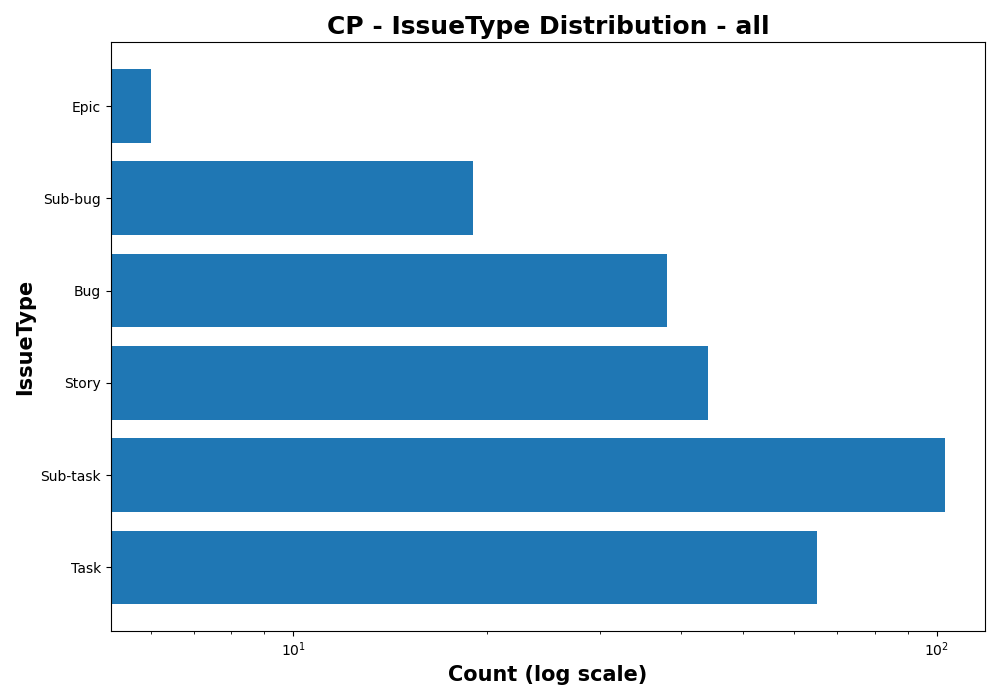 CP - IssueType Distribution - all
IssueType
Epic
Sub-bug
Bug
Story
Sub-task
Task
10¹
10²
Count (log scale)